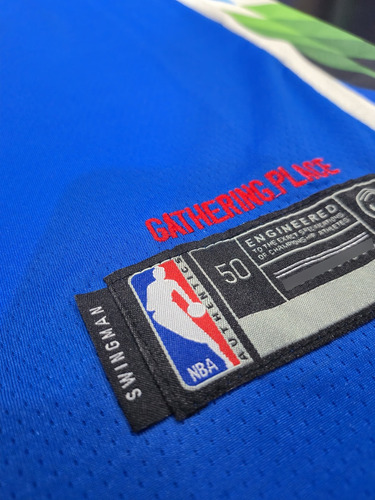 GATHERING PLACE
ENGINEERED
TO THE EXACT SPECIFICATIONS
OF CHAMPIONSHIP ATHLETES
50
AUTHENTICS
NBA
SWINGMAN